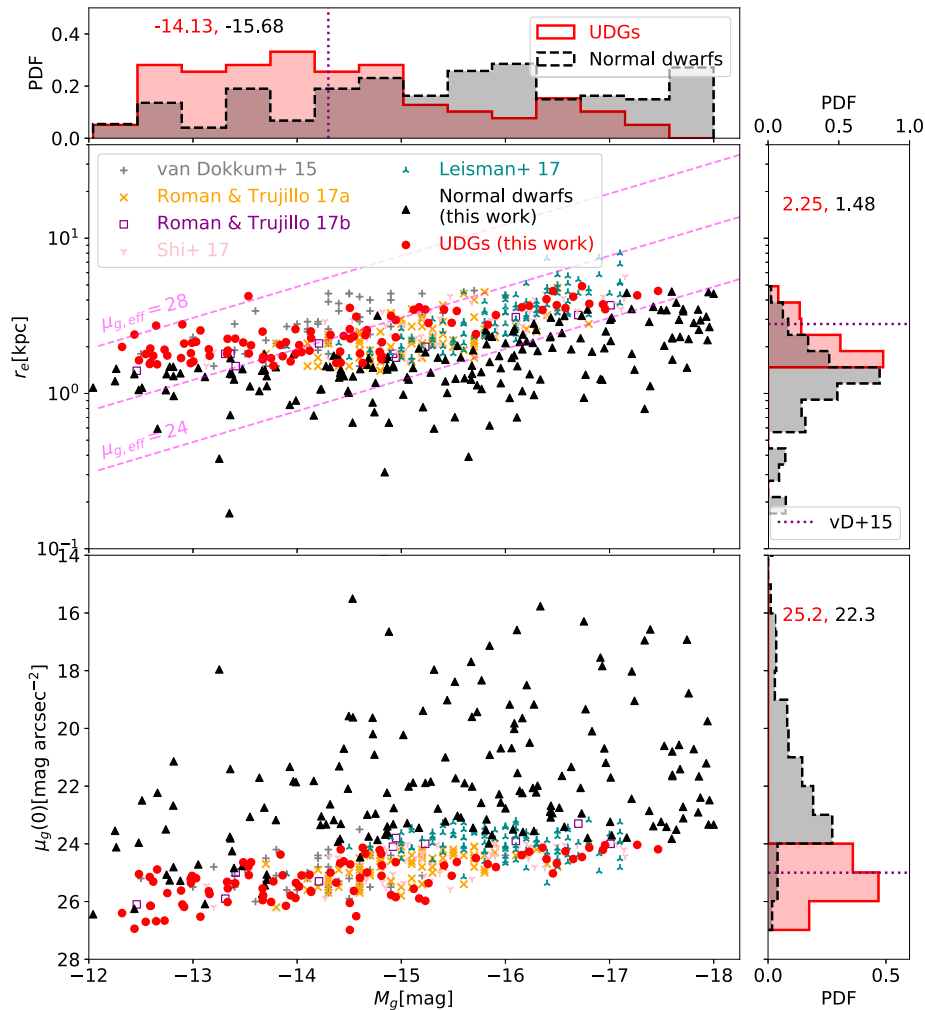 -14.13, -15.68
UDGs
Normal dwarfs
PDF
0.4
0.2
0.0
PDF
0.0 0.5 1.0
van Dokkum+ 15
Roman & Trujillo 17a
Roman & Trujillo 17b
Shi+ 17
Leisman+ 17
Normal dwarfs
(this work)
UDGs (this work)
μg,eff=28
μg,eff=24
rₑ[kpc]
10¹
10⁰
10⁻¹
2.25, 1.48
vD+15
μg(0)[mag arcsec⁻²]
14
16
18
20
22
24
26
28
25.2, 22.3
−12 −13 −14 −15 −16 −17 −18
Mg[mag]
0.0 0.5
PDF